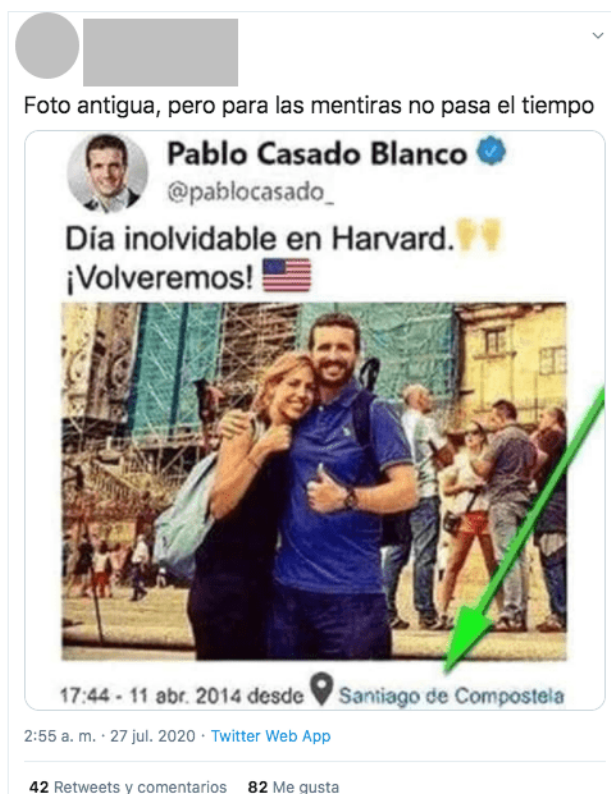 Foto antigua, pero para las mentiras no pasa el tiempo
Pablo Casado Blanco
@pablocasado_
Día inolvidable en Harvard.
¡Volveremos!
17:44 - 11 abr. 2014 desde Santiago de Compostela
2:55 a. m. · 27 jul. 2020 · Twitter Web App
42 Retweets y comentarios 82 Me gusta